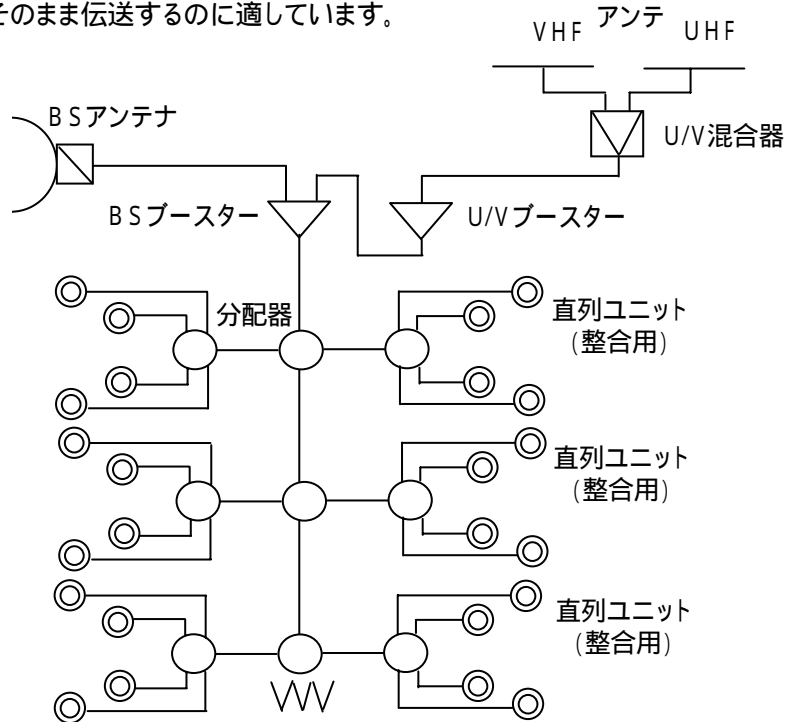 そのまま伝送するのに適しています。
アンテ
VHF UHF
BSアンテナ
U/V混合器
BSブースター
U/Vブースター
分配器
直列ユニット
(整合用)
直列ユニット
(整合用)
直列ユニット
(整合用)